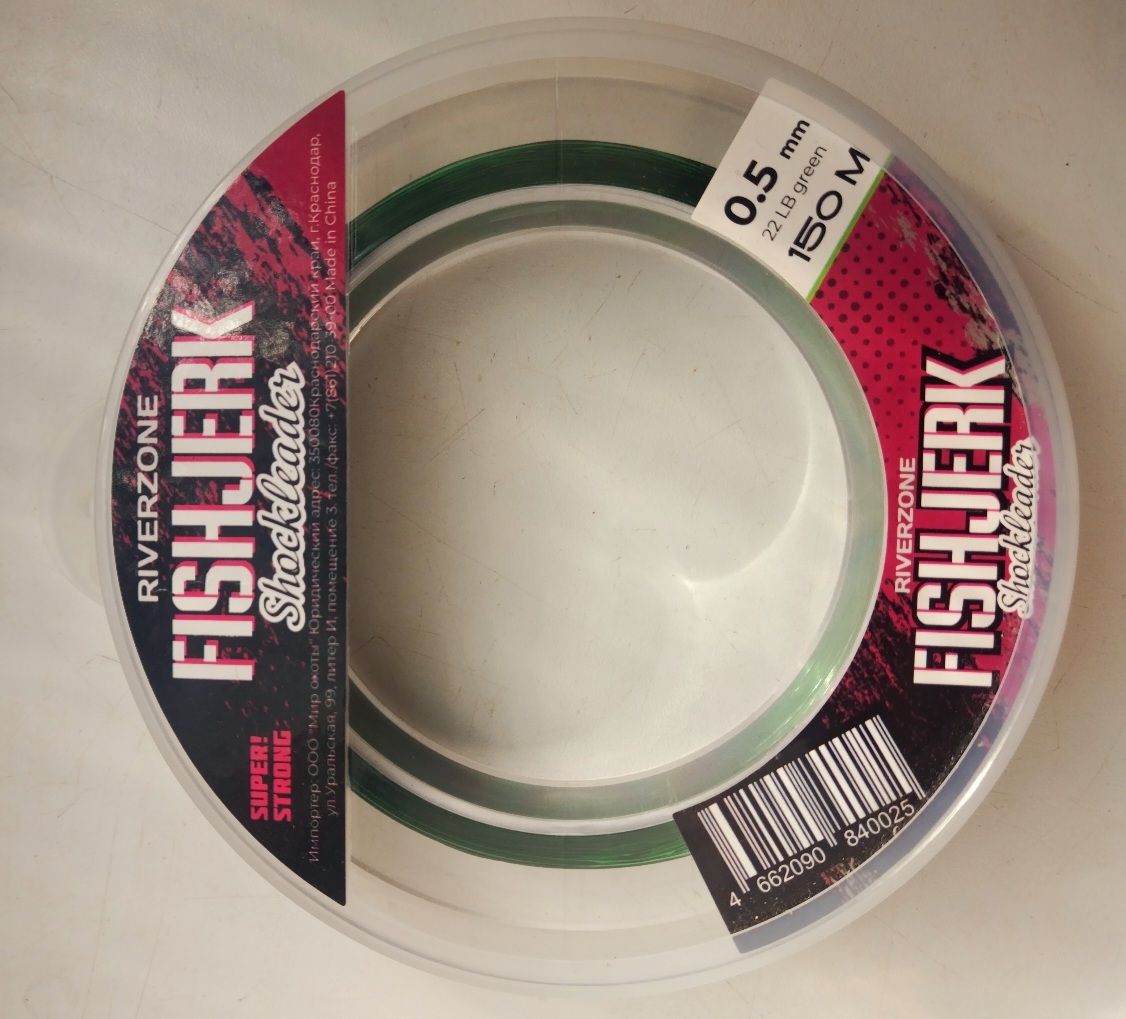 RIVERZONE
FISHJERK
Shockleader
SUPER!
STRONG
Импортер: ООО "Мир охоты" Юридический адрес: 350080Краснодарский край, г.Краснодар,
ул.Уральская, 99, литер И, помещение 3. тел./факс: +7(861)210-39-00 Made in China
0.5 mm
22 LB green
150 M
RIVERZONE
FISHJERK
Shockleader
4 662090 840025